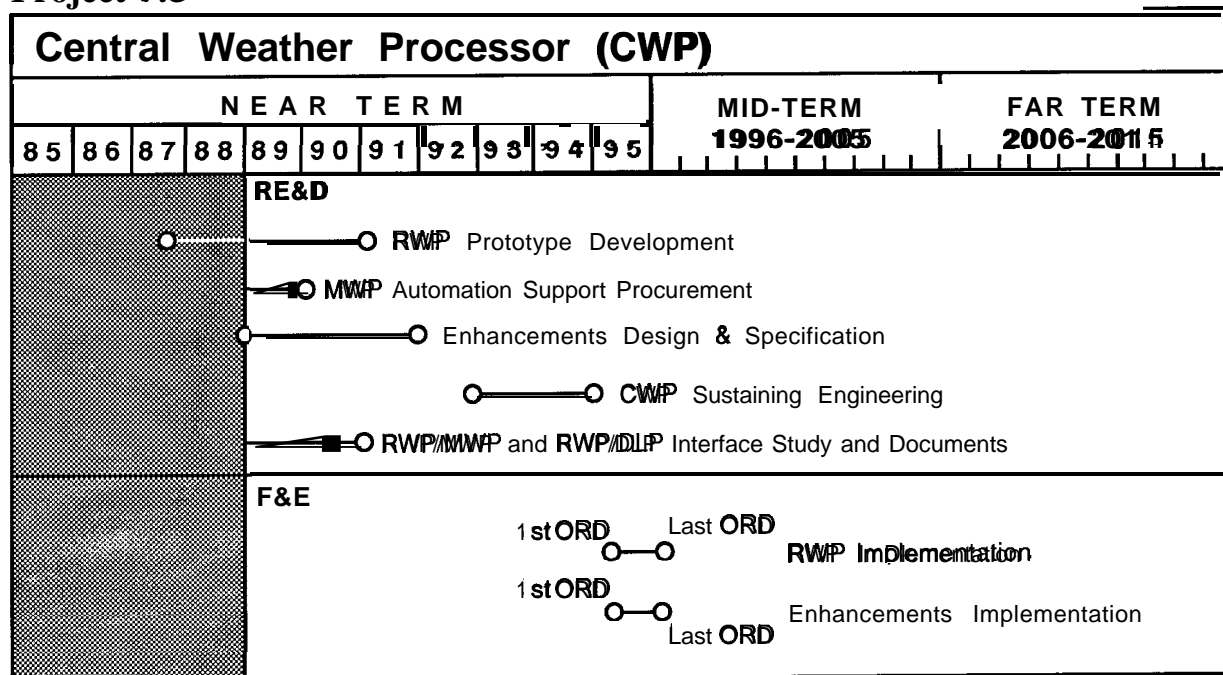 Central Weather Processor (CWP)
NEAR TERM MID-TERM FAR TERM
85 86 87 88 89 90 91 92 93 94 95 1996-2005 2006-2015
RE&D
RWP Prototype Development
MWP Automation Support Procurement
Enhancements Design & Specification
CWP Sustaining Engineering
RWP/MWP and RWP/DLP Interface Study and Documents
F&E
1st ORD Last ORD
RWP Implementation
1st ORD
Enhancements Implementation
Last ORD